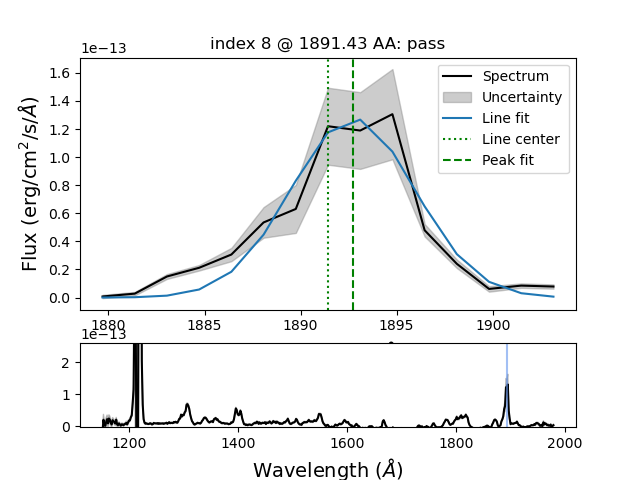 index 8 @ 1891.43 AA: pass
1e−13
Flux (erg/cm²/s/Å)
1.6
1.4
1.2
1.0
0.8
0.6
0.4
0.2
0.0
Spectrum
Uncertainty
Line fit
Line center
Peak fit
1880 1885 1890 1895 1900
1e−13
2
1
0
1200 1400 1600 1800 2000
Wavelength (Å)